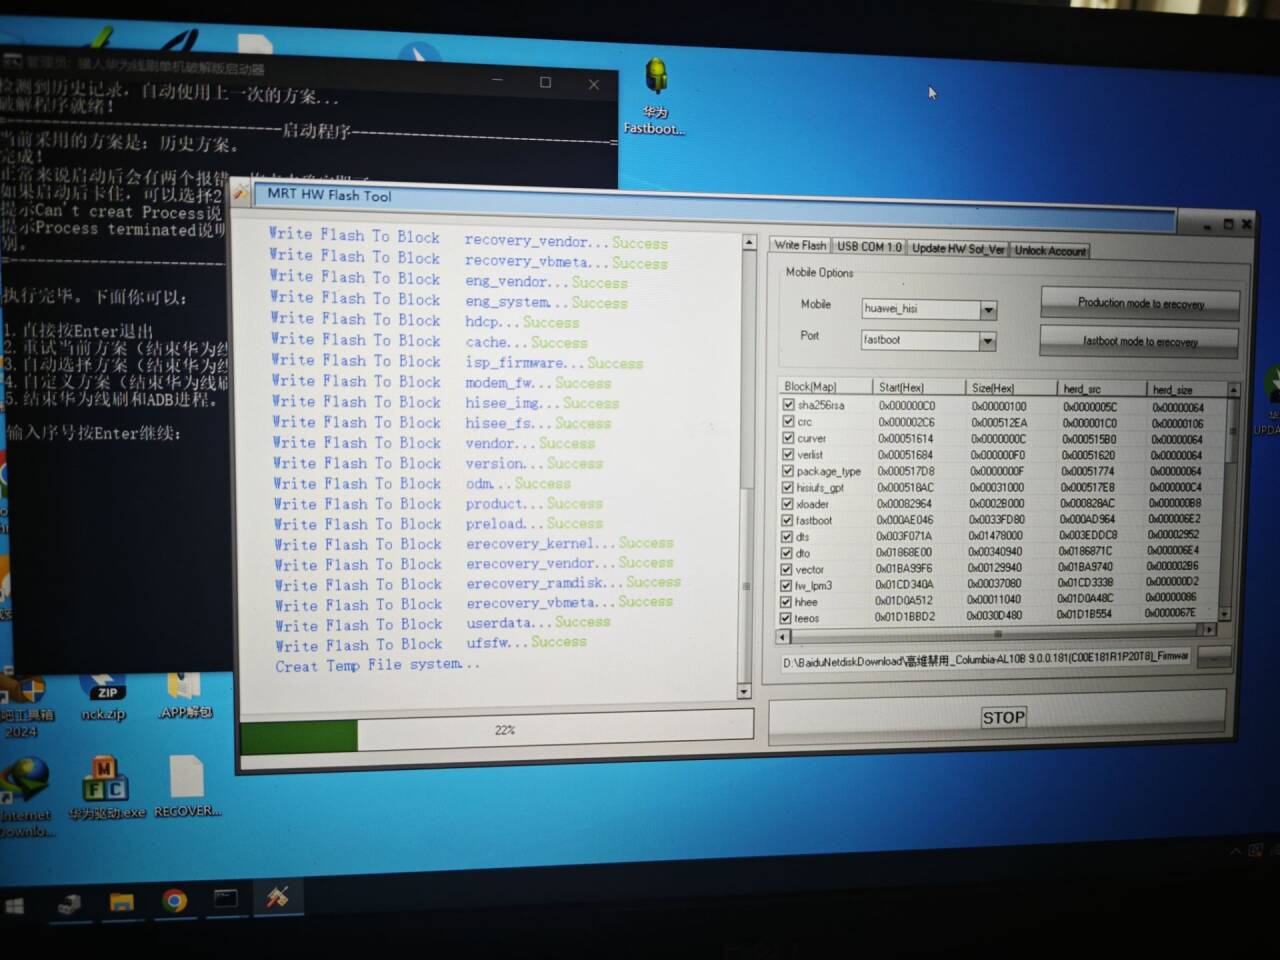 管理员: 猎人华为线刷单机破解版启动器
检测到历史记录，自动使用上一次的方案...
破解程序就绪！
启动程序
当前采用的方案是：历史方案。
完成！
正常来说启动后会有两个报错
如果启动后卡住，可以选择2
提示Can't creat Process说
提示Process terminated说明
别。
执行完毕。下面你可以：
1. 直接按Enter退出
2. 重试当前方案（结束华为线
3. 自动选择方案（结束华为线
4. 自定义方案（结束华为线刷
5. 结束华为线刷和ADB进程。
输入序号按Enter继续：
华为
Fastboot...
MRT HW Flash Tool
Write Flash To Block recovery_vendor...Success
Write Flash To Block recovery_vbmeta...Success
Write Flash To Block eng_vendor...Success
Write Flash To Block eng_system...Success
Write Flash To Block hdcp...Success
Write Flash To Block cache...Success
Write Flash To Block isp_firmware...Success
Write Flash To Block modem_fw...Success
Write Flash To Block hisee_img...Success
Write Flash To Block hisee_fs...Success
Write Flash To Block vendor...Success
Write Flash To Block version...Success
Write Flash To Block odm...Success
Write Flash To Block product...Success
Write Flash To Block preload...Success
Write Flash To Block erecovery_kernel...Success
Write Flash To Block erecovery_vendor...Success
Write Flash To Block erecovery_ramdisk...Success
Write Flash To Block erecovery_vbmeta...Success
Write Flash To Block userdata...Success
Write Flash To Block ufsfw...Success
Creat Temp File system...
22%
Write Flash USB COM 1.0 Update HW Sof_Ver Unlock Account
Mobile Options
Mobile huawei_hisi Production mode to erecovery
Port fastboot fastboot mode to erecovery
Block(Map) Start(Hex) Size(Hex) herd_src herd_size
sha256rsa 0x000000C0 0x00000100 0x0000005C 0x00000064
crc 0x000002C6 0x000512EA 0x000001C0 0x00000106
curver 0x00051614 0x0000000C 0x000515B0 0x00000064
verlist 0x00051684 0x000000F0 0x00051620 0x00000064
package_type 0x000517D8 0x0000000F 0x00051774 0x00000064
hisiufs_gpt 0x000518AC 0x00031000 0x000517E8 0x000000C4
xloader 0x00082964 0x0002B000 0x000828AC 0x000000B8
fastboot 0x000AE046 0x0033FD80 0x000AD964 0x000006E2
dts 0x003F071A 0x01478000 0x003EDDC8 0x00002952
dto 0x01868E00 0x00340940 0x0186871C 0x000006E4
vector 0x01BA99F6 0x00129940 0x01BA9740 0x000002B6
fw_lpm3 0x01CD340A 0x00037080 0x01CD3338 0x000000D2
hhee 0x01D0A512 0x00011040 0x01D0A48C 0x00000086
teeos 0x01D1BBD2 0x0030D480 0x01D1B554 0x0000067E
D:\BaiduNetdiskDownload\高维禁用_Columbia-AL10B 9.0.0.181(C00E181R1P20T8)_Firmwar
STOP
UPDA
吧工具箱
2024
nck.zip
.APP解包
Internet
Downlo...
华为驱动.exe
RECOVER...